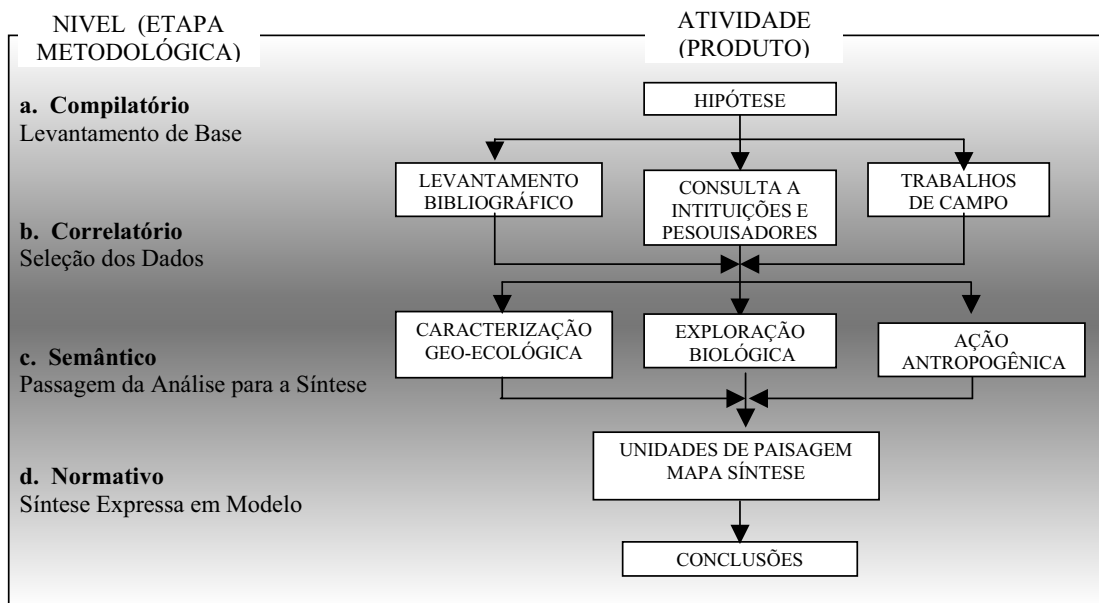 NIVEL (ETAPA
METODOLÓGICA)
ATIVIDADE
(PRODUTO)
a. Compilatório
Levantamento de Base
HIPÓTESE
LEVANTAMENTO
BIBLIOGRÁFICO
CONSULTA A
INTITUIÇÕES E
PESOUISADORES
TRABALHOS
DE CAMPO
b. Correlatório
Seleção dos Dados
CARACTERIZAÇÃO
GEO-ECOLÓGICA
EXPLORAÇÃO
BIOLÓGICA
AÇÃO
ANTROPOGÊNICA
c. Semântico
Passagem da Análise para a Síntese
UNIDADES DE PAISAGEM
MAPA SÍNTESE
d. Normativo
Síntese Expressa em Modelo
CONCLUSÕES